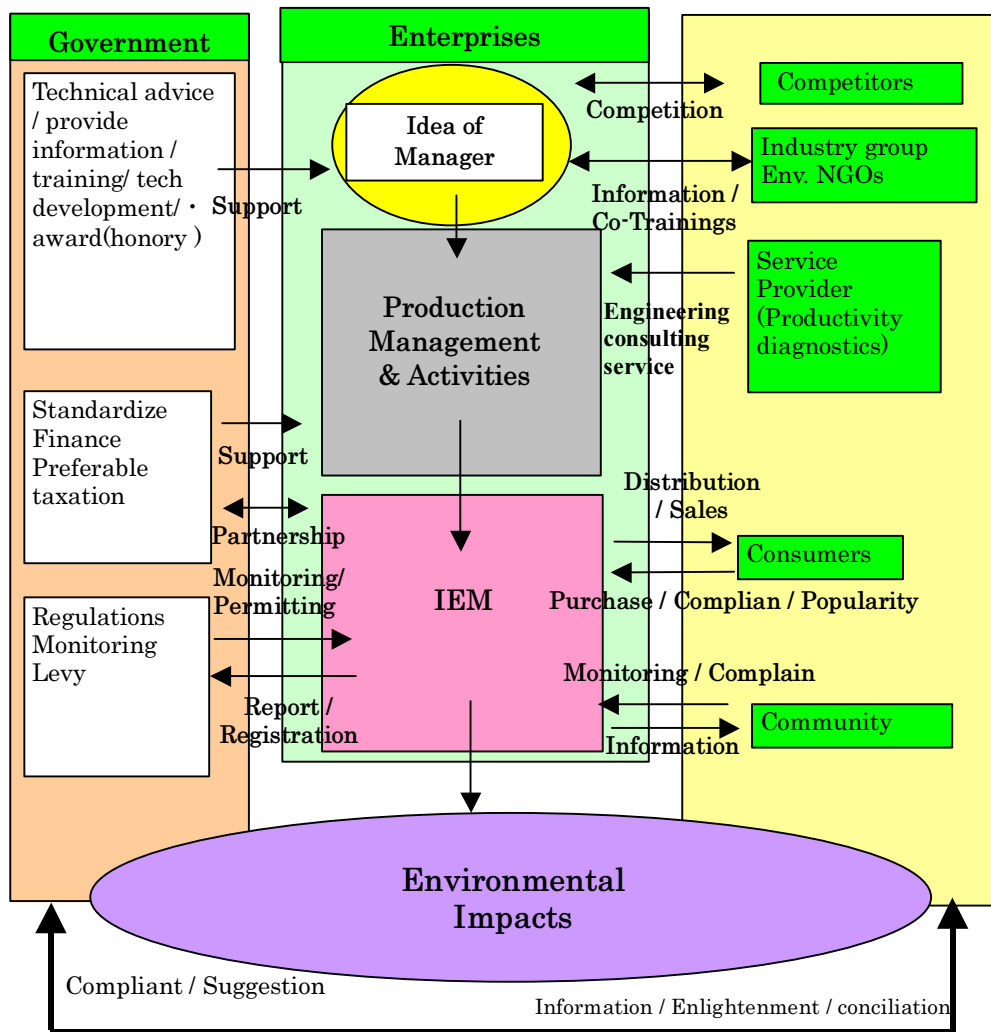 Government
Technical advice
/ provide
information /
training/ tech
development/ ・
award(honory )
Support
Standardize
Finance
Preferable
taxation
Support
Partnership
Monitoring/
Permitting
Regulations
Monitoring
Levy
Report /
Registration
Enterprises
Idea of
Manager
Production
Management
& Activities
IEM
Competition
Competitors
Information /
Co-Trainings
Industry group
Env. NGOs
Engineering
consulting
service
Service
Provider
(Productivity
diagnostics)
Distribution
/ Sales
Consumers
Purchase / Complian / Popularity
Monitoring / Complain
Community
Information
Environmental
Impacts
Compliant / Suggestion
Information / Enlightenment / conciliation